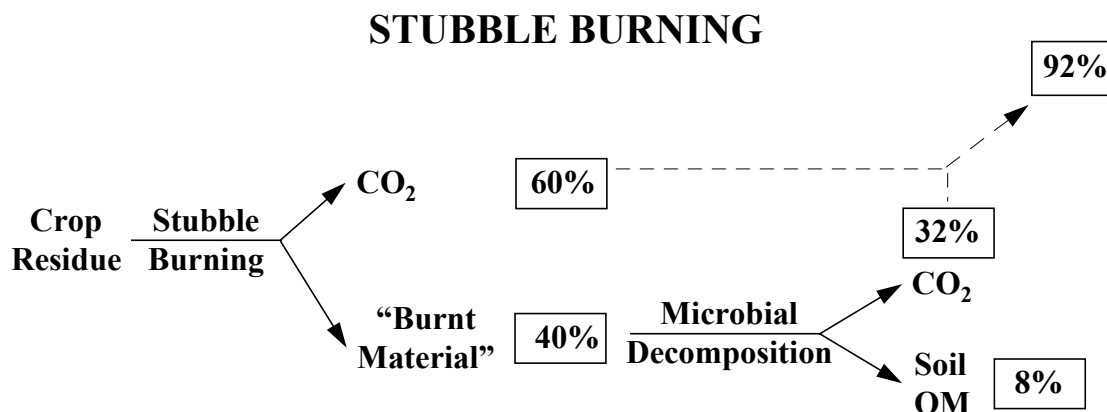 STUBBLE BURNING
92%
CO₂
60%
Crop
Residue
Stubble
Burning
32%
CO₂
“Burnt
Material”
40%
Microbial
Decomposition
Soil
OM
8%